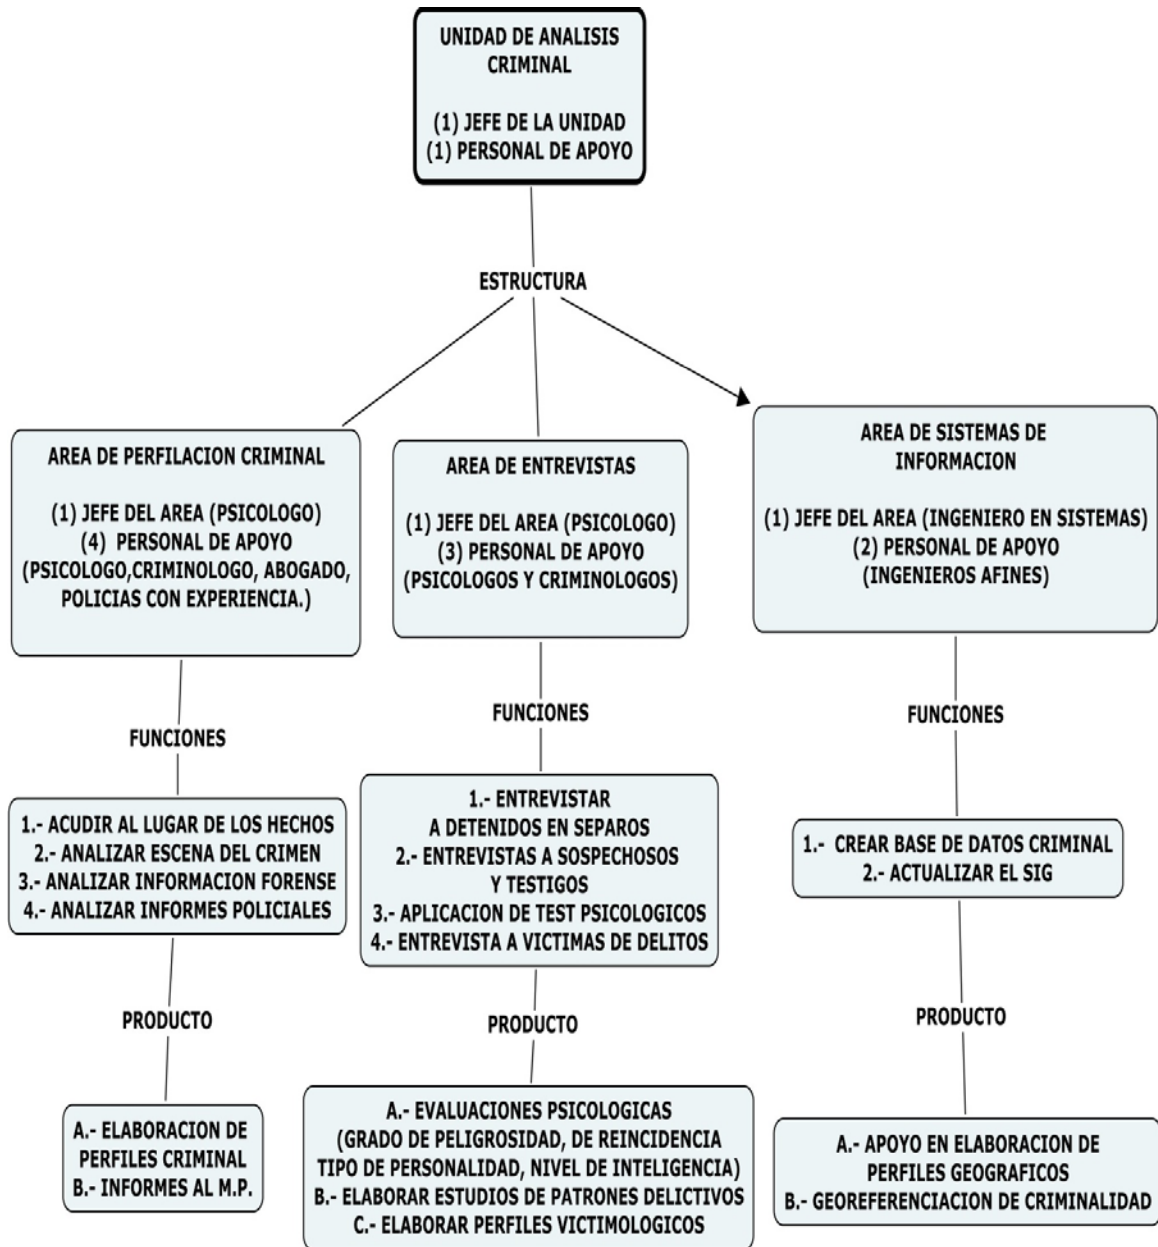 UNIDAD DE ANALISIS
CRIMINAL
(1) JEFE DE LA UNIDAD
(1) PERSONAL DE APOYO
ESTRUCTURA
AREA DE PERFILACION CRIMINAL
(1) JEFE DEL AREA (PSICOLOGO)
(4) PERSONAL DE APOYO
(PSICOLOGO,CRIMINOLOGO, ABOGADO,
POLICIAS CON EXPERIENCIA.)
FUNCIONES
1.- ACUDIR AL LUGAR DE LOS HECHOS
2.- ANALIZAR ESCENA DEL CRIMEN
3.- ANALIZAR INFORMACION FORENSE
4.- ANALIZAR INFORMES POLICIALES
PRODUCTO
A.- ELABORACION DE
PERFILES CRIMINAL
B.- INFORMES AL M.P.
AREA DE ENTREVISTAS
(1) JEFE DEL AREA (PSICOLOGO)
(3) PERSONAL DE APOYO
(PSICOLOGOS Y CRIMINOLOGOS)
FUNCIONES
1.- ENTREVISTAR
A DETENIDOS EN SEPAROS
2.- ENTREVISTAS A SOSPECHOSOS
Y TESTIGOS
3.- APLICACION DE TEST PSICOLOGICOS
4.- ENTREVISTA A VICTIMAS DE DELITOS
PRODUCTO
A.- EVALUACIONES PSICOLOGICAS
(GRADO DE PELIGROSIDAD, DE REINCIDENCIA
TIPO DE PERSONALIDAD, NIVEL DE INTELIGENCIA)
B.- ELABORAR ESTUDIOS DE PATRONES DELICTIVOS
C.- ELABORAR PERFILES VICTIMOLOGICOS
AREA DE SISTEMAS DE
INFORMACION
(1) JEFE DEL AREA (INGENIERO EN SISTEMAS)
(2) PERSONAL DE APOYO
(INGENIEROS AFINES)
FUNCIONES
1.- CREAR BASE DE DATOS CRIMINAL
2.- ACTUALIZAR EL SIG
PRODUCTO
A.- APOYO EN ELABORACION DE
PERFILES GEOGRAFICOS
B.- GEOREFERENCIACION DE CRIMINALIDAD